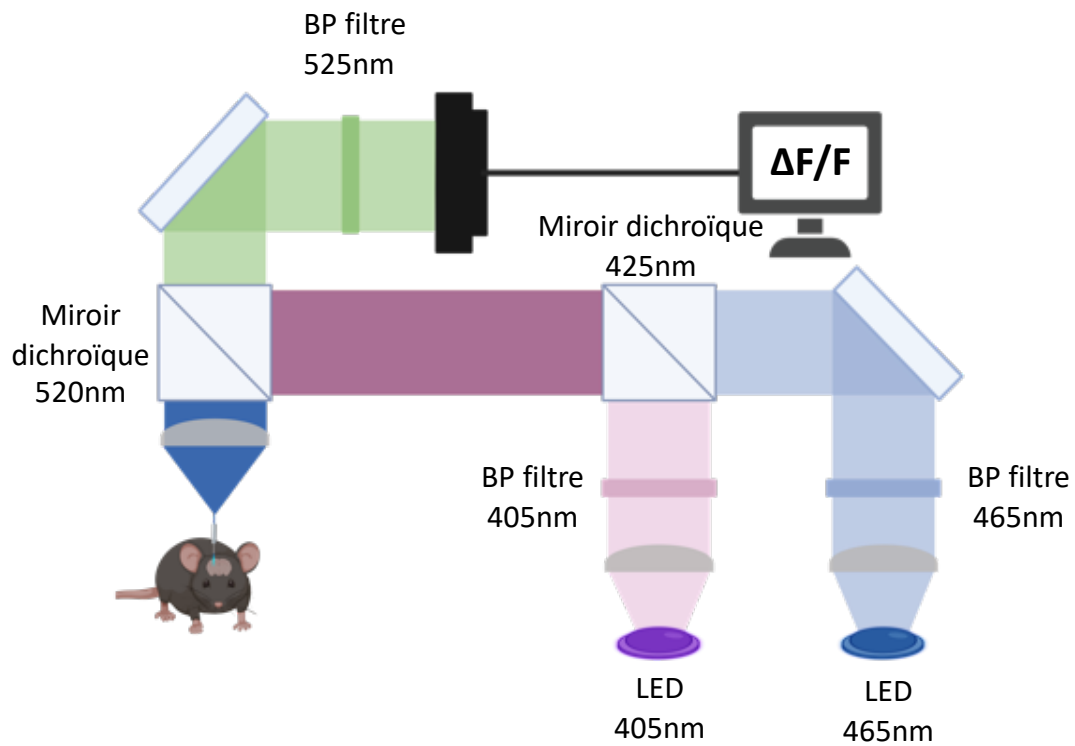 BP filtre
525nm
ΔF/F
Miroir dichroïque
425nm
Miroir
dichroïque
520nm
BP filtre
405nm
BP filtre
465nm
LED
405nm
LED
465nm